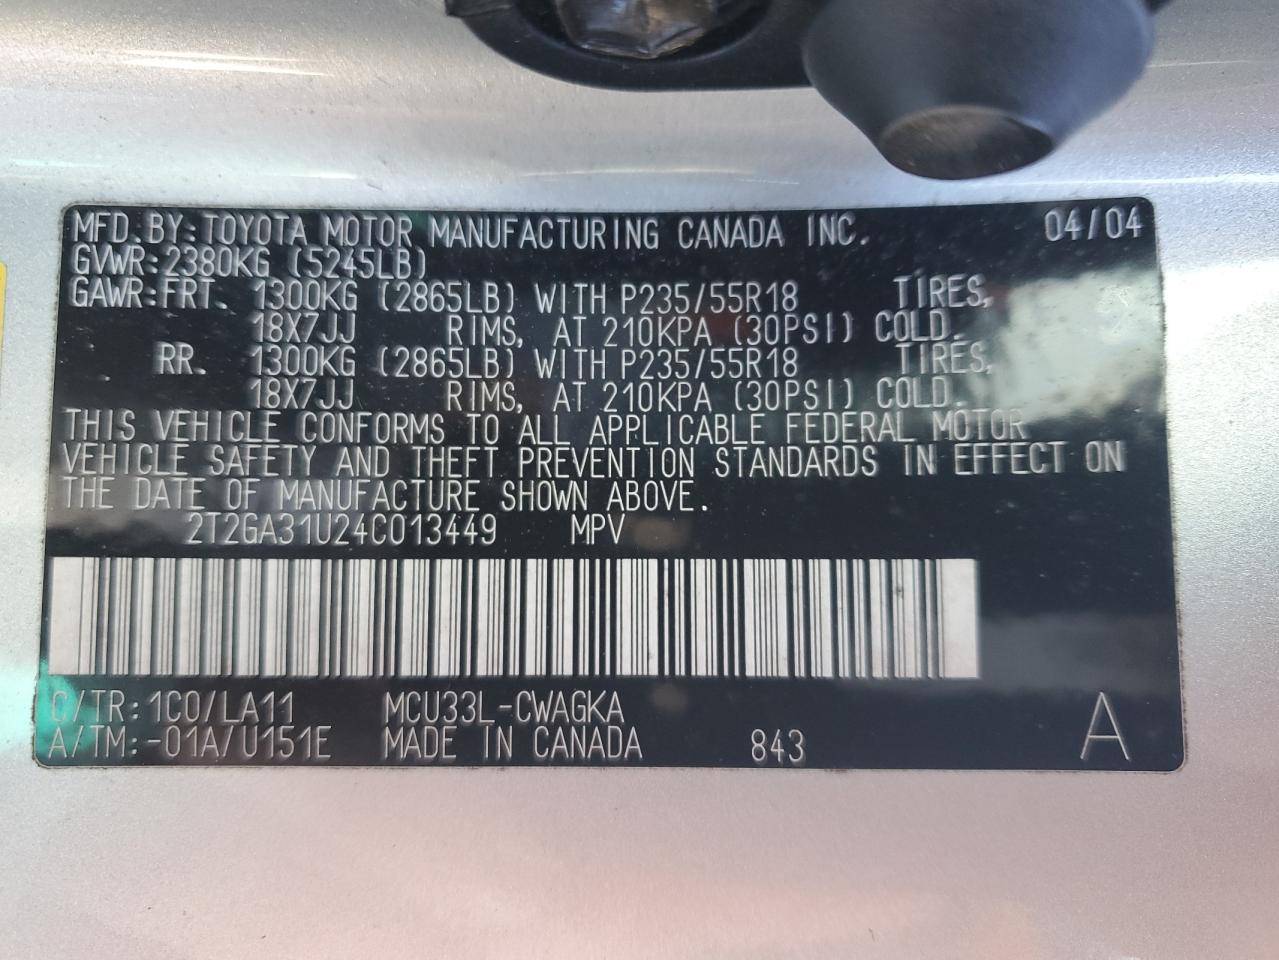 MFD.BY:TOYOTA MOTOR MANUFACTURING CANADA INC. 04/04
GVWR:2380KG (5245LB)
GAWR:FRT. 1300KG (2865LB) WITH P235/55R18 TIRES,
18X7JJ RIMS, AT 210KPA (30PSI) COLD.
RR. 1300KG (2865LB) WITH P235/55R18 TIRES,
18X7JJ RIMS, AT 210KPA (30PSI) COLD.
THIS VEHICLE CONFORMS TO ALL APPLICABLE FEDERAL MOTOR
VEHICLE SAFETY AND THEFT PREVENTION STANDARDS IN EFFECT ON
THE DATE OF MANUFACTURE SHOWN ABOVE.
2T2GA31U24C013449 MPV
C/TR:1C0/LA11 MCU33L-CWAGKA
A/TM:-01A/U151E MADE IN CANADA 843 A